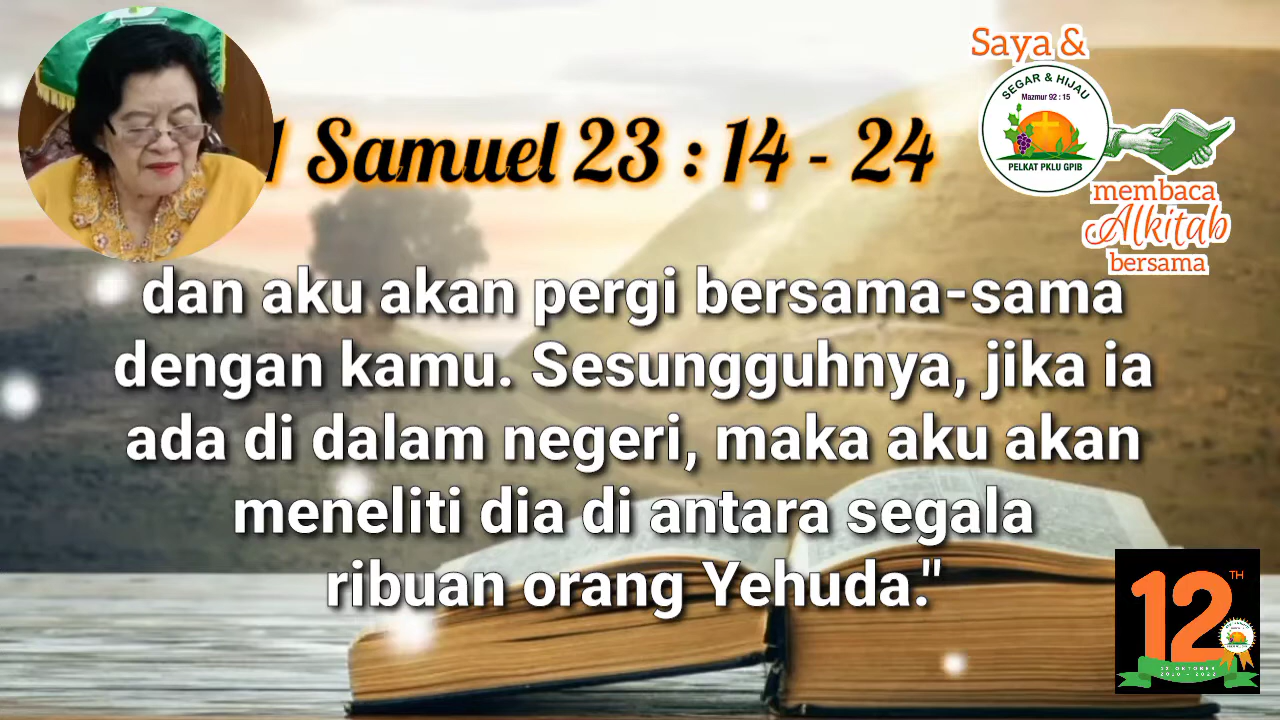 1 Samuel 23 : 14 - 24
dan aku akan pergi bersama-sama
dengan kamu. Sesungguhnya, jika ia
ada di dalam negeri, maka aku akan
meneliti dia di antara segala
ribuan orang Yehuda."
Saya &
SEGAR & HIJAU
Mazmur 92 : 15
PELKAT PKLU GPIB
membaca
Alkitab
bersama
12TH
2010 - 2022